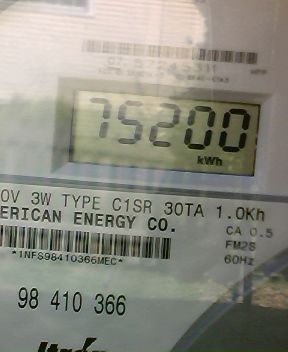 75200
kWh
0V 3W TYPE C1SR 30TA 1.0Kh
ERICAN ENERGY CO.
CA 0.5
FM2S
60Hz
*1NFS98410366MEC*
98 410 366
Itron